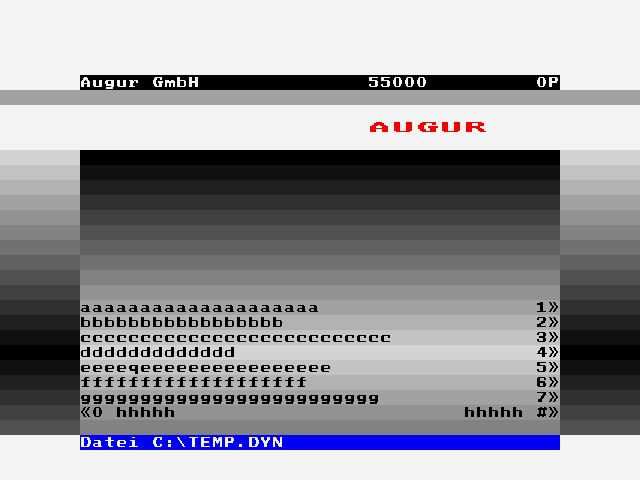 Augur GmbH 55000 0P
AUGUR
aaaaaaaaaaaaaaaaaaaa 1»
bbbbbbbbbbbbbbbbb 2»
cccccccccccccccccccccccccc 3»
ddddddddddddd 4»
eeeeqeeeeeeeeeeeeeeee 5»
fffffffffffffffffff 6»
ggggggggggggggggggggggggg 7»
«0 hhhhh hhhhh #»
Datei C:\TEMP.DYN